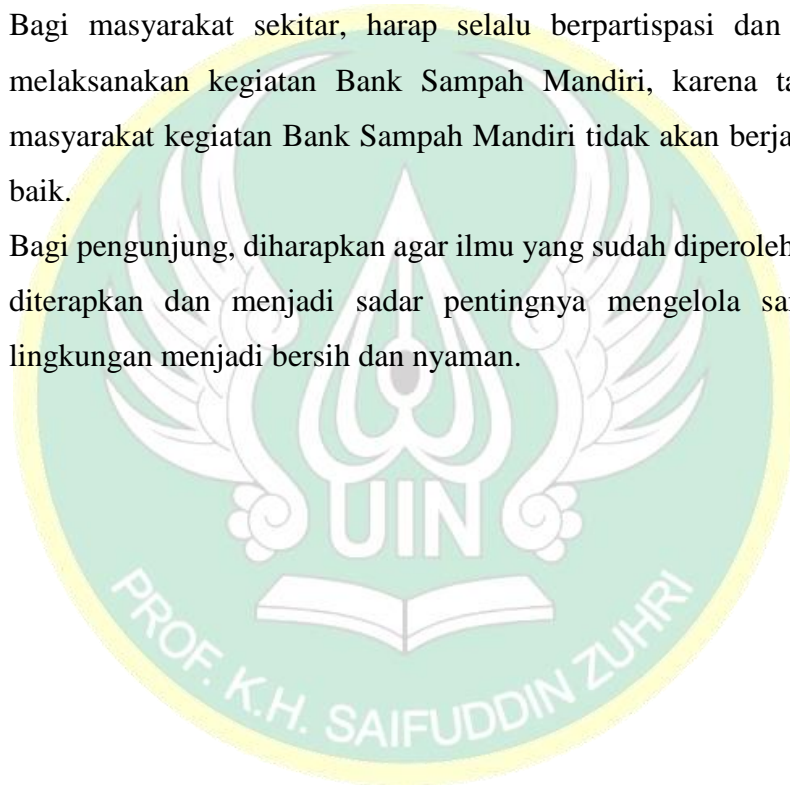 Bagi masyarakat sekitar, harap selalu berpartispasi dan
melaksanakan kegiatan Bank Sampah Mandiri, karena ta
masyarakat kegiatan Bank Sampah Mandiri tidak akan berja
baik.
Bagi pengunjung, diharapkan agar ilmu yang sudah diperoleh
diterapkan dan menjadi sadar pentingnya mengelola sa
lingkungan menjadi bersih dan nyaman.
UIN
PROF. K.H. SAIFUDDIN ZUHRI